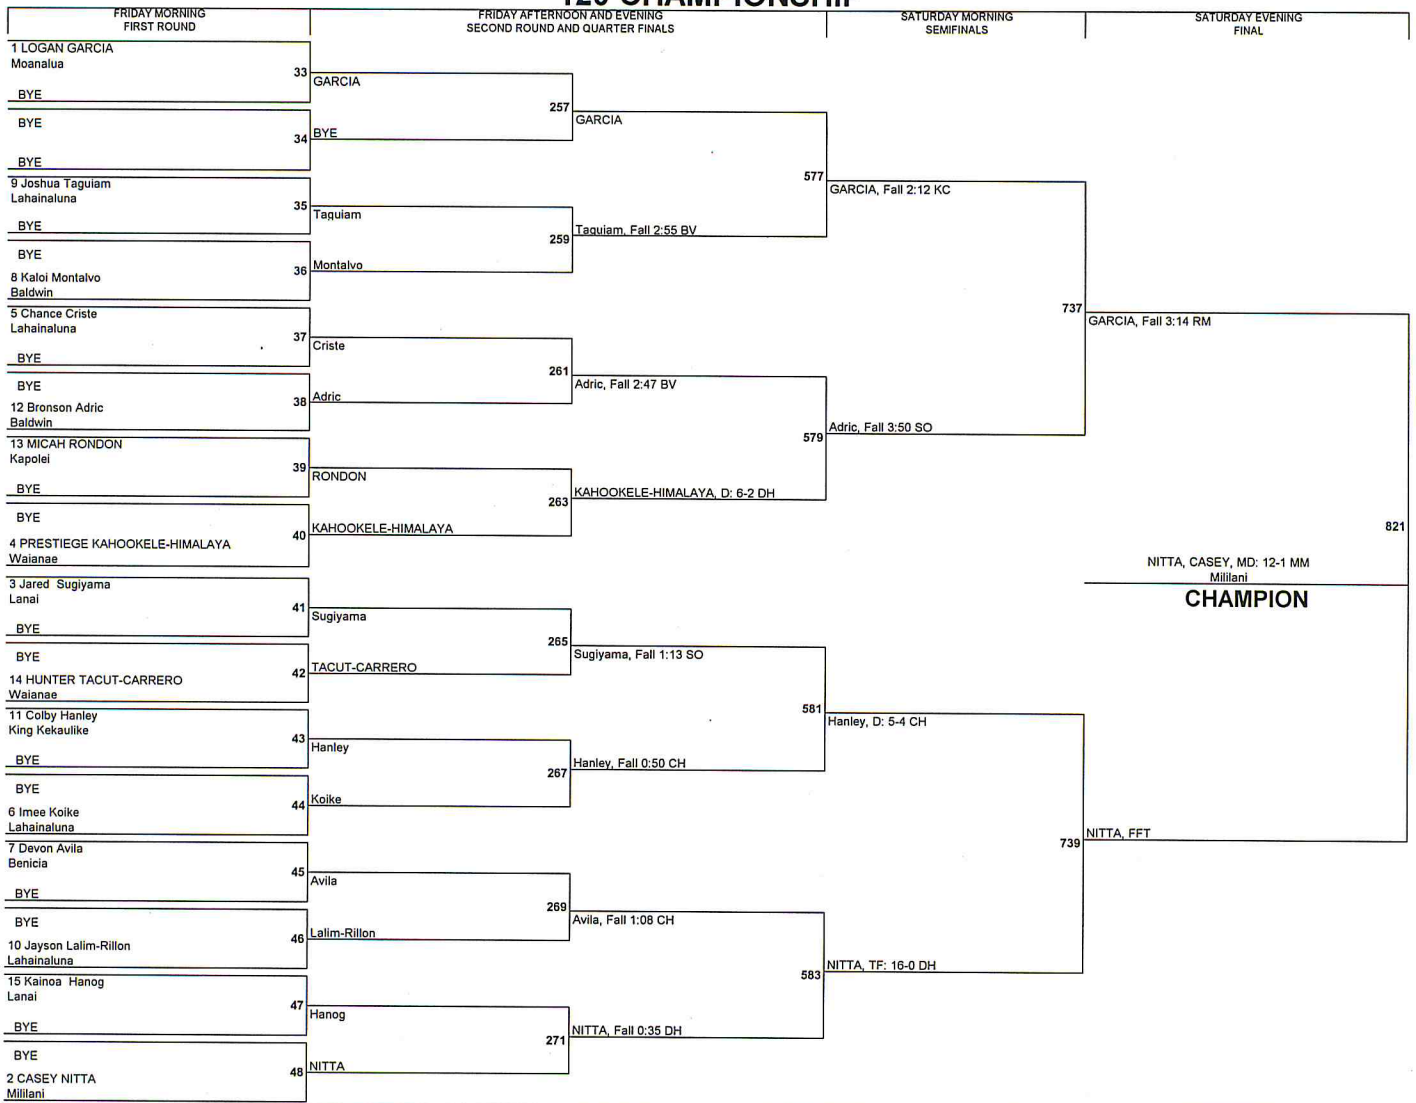 120 CHAMPIONSHIP
FRIDAY MORNING
FIRST ROUND
FRIDAY AFTERNOON AND EVENING
SECOND ROUND AND QUARTER FINALS
SATURDAY MORNING
SEMIFINALS
SATURDAY EVENING
FINAL
1 LOGAN GARCIA
Moanalua
BYE
33
BYE
BYE
34
9 Joshua Taguiam
Lahainaluna
BYE
35
BYE
8 Kaloi Montalvo
Baldwin
36
5 Chance Criste
Lahainaluna
BYE
37
BYE
12 Bronson Adric
Baldwin
38
13 MICAH RONDON
Kapolei
BYE
39
BYE
4 PRESTIEGE KAHOOKELE-HIMALAYA
Waianae
40
3 Jared Sugiyama
Lanai
BYE
41
BYE
14 HUNTER TACUT-CARRERO
Waianae
42
11 Colby Hanley
King Kekaulike
BYE
43
BYE
6 Imee Koike
Lahainaluna
44
7 Devon Avila
Benicia
BYE
45
BYE
10 Jayson Lalim-Rillon
Lahainaluna
46
15 Kainoa Hanog
Lanai
BYE
47
BYE
2 CASEY NITTA
Mililani
48
GARCIA
257
BYE
Taguiam
259
Montalvo
Criste
261
Adric
RONDON
263
KAHOOKELE-HIMALAYA
Sugiyama
265
TACUT-CARRERO
Hanley
267
Koike
Avila
269
Lalim-Rillon
Hanog
271
NITTA
GARCIA
577
Taguiam, Fall 2:55 BV
Adric, Fall 2:47 BV
579
KAHOOKELE-HIMALAYA, D: 6-2 DH
Sugiyama, Fall 1:13 SO
581
Hanley, Fall 0:50 CH
Avila, Fall 1:08 CH
583
NITTA, Fall 0:35 DH
GARCIA, Fall 2:12 KC
737
Adric, Fall 3:50 SO
Hanley, D: 5-4 CH
739
NITTA, TF: 16-0 DH
GARCIA, Fall 3:14 RM
821
NITTA, FFT
NITTA, CASEY, MD: 12-1 MM
Mililani
CHAMPION